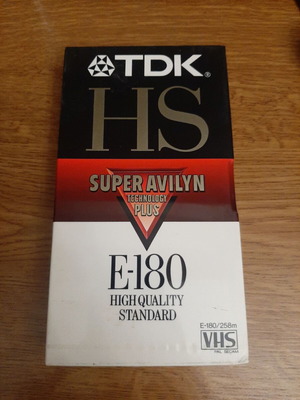 TDK®
HS
SUPER AVILYN
TECHNOLOGY
PLUS
E-180
HIGH QUALITY
STANDARD
E-180/258m
VHS
PAL SECAM